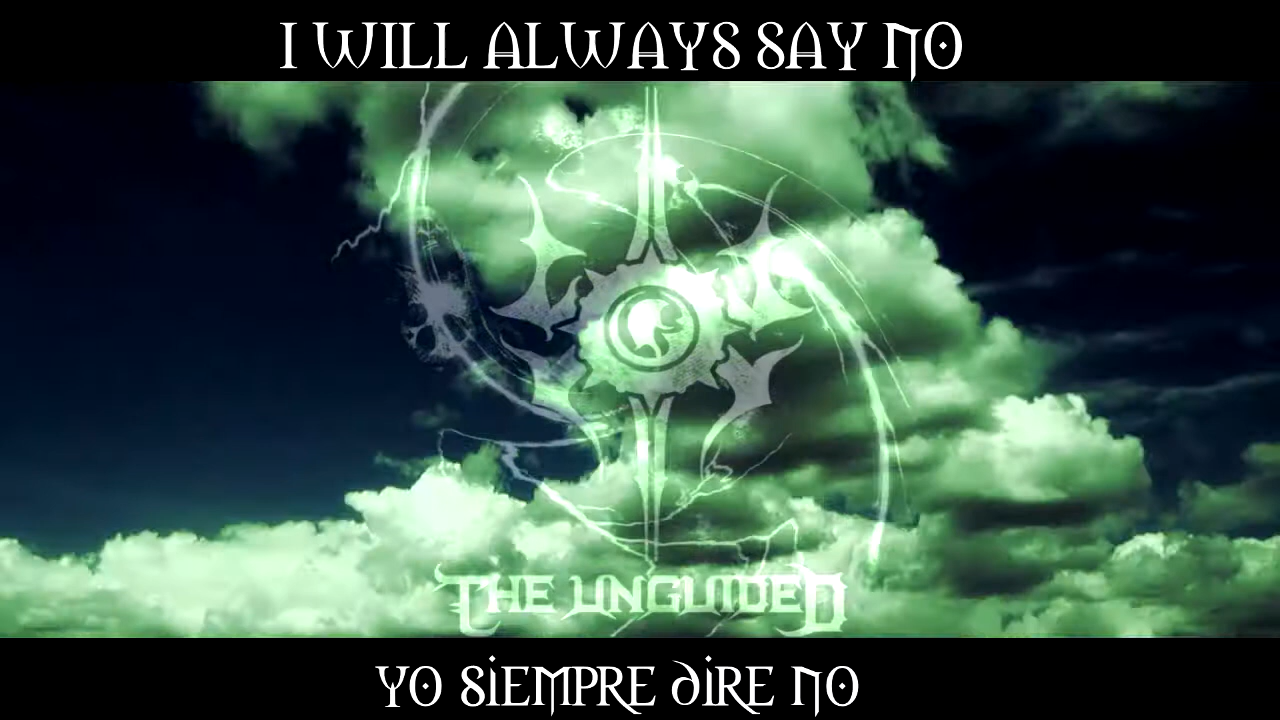 I WILL ALWAYS SAY NO
THE UNGUIDED
YO SIEMPRE DIRE NO